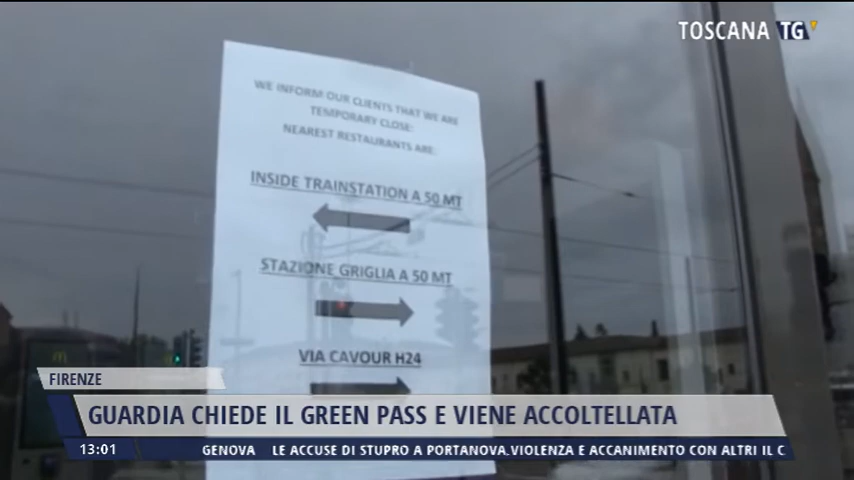 TOSCANA TG
WE INFORM OUR CLIENTS THAT WE ARE
TEMPORARY CLOSE:
NEAREST RESTAURANTS ARE:
INSIDE TRAINSTATION A 50 MT
STAZIONE GRIGLIA A 50 MT
VIA CAVOUR H24
FIRENZE
GUARDIA CHIEDE IL GREEN PASS E VIENE ACCOLTELLATA
13:01 GENOVA LE ACCUSE DI STUPRO A PORTANOVA.VIOLENZA E ACCANIMENTO CON ALTRI IL C